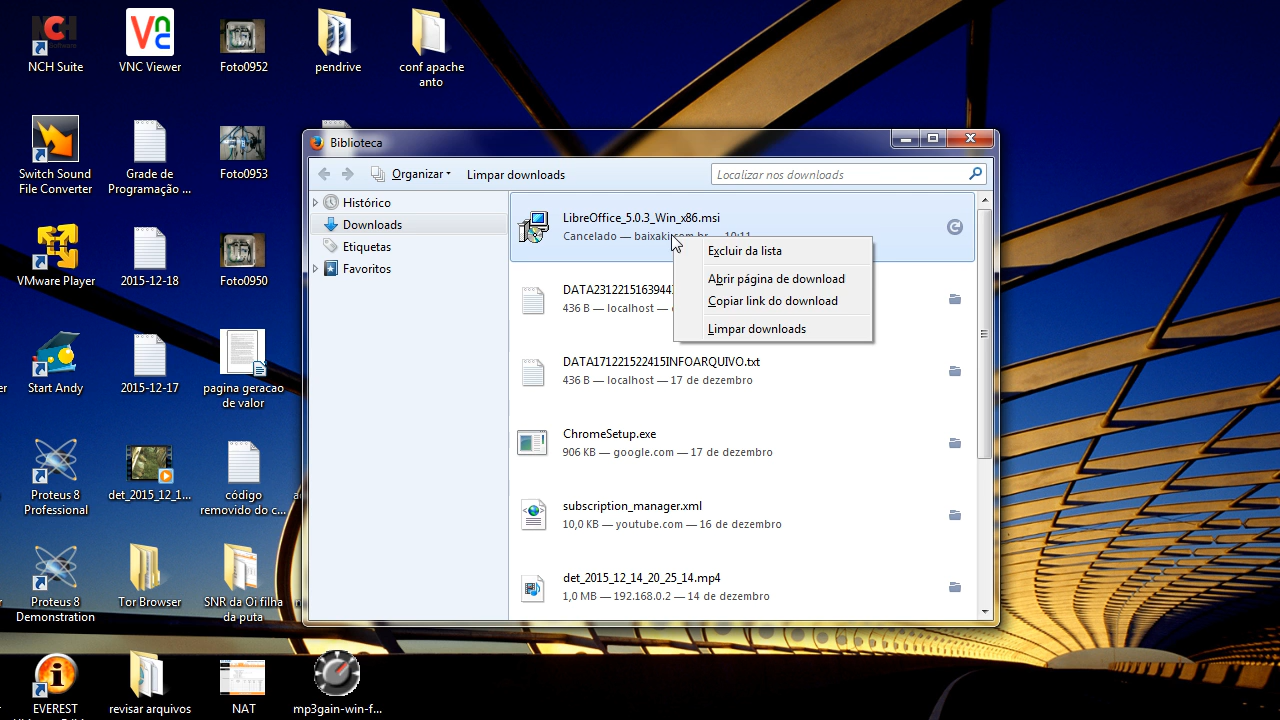 NCH Suite
VNC Viewer
Foto0952
pendrive
conf apache
anto
Switch Sound
File Converter
Grade de
Programação ...
Foto0953
VMware Player
2015-12-18
Foto0950
Start Andy
2015-12-17
pagina geracao
de valor
Proteus 8
Professional
det_2015_12_1...
código
removido do c...
Proteus 8
Demonstration
Tor Browser
SNR da Oi filha
da puta
EVEREST
revisar arquivos
NAT
mp3gain-win-f...
Biblioteca
Organizar
Limpar downloads
Localizar nos downloads
Histórico
Downloads
Etiquetas
Favoritos
LibreOffice_5.0.3_Win_x86.msi
Cancelado — baixaki.com.br — 10:11
Excluir da lista
Abrir página de download
Copiar link do download
Limpar downloads
DATA231221516394
436 B — localhost —
DATA171221522415INFOARQUIVO.txt
436 B — localhost — 17 de dezembro
ChromeSetup.exe
906 KB — google.com — 17 de dezembro
subscription_manager.xml
10,0 KB — youtube.com — 16 de dezembro
det_2015_12_14_20_25_14.mp4
1,0 MB — 192.168.0.2 — 14 de dezembro